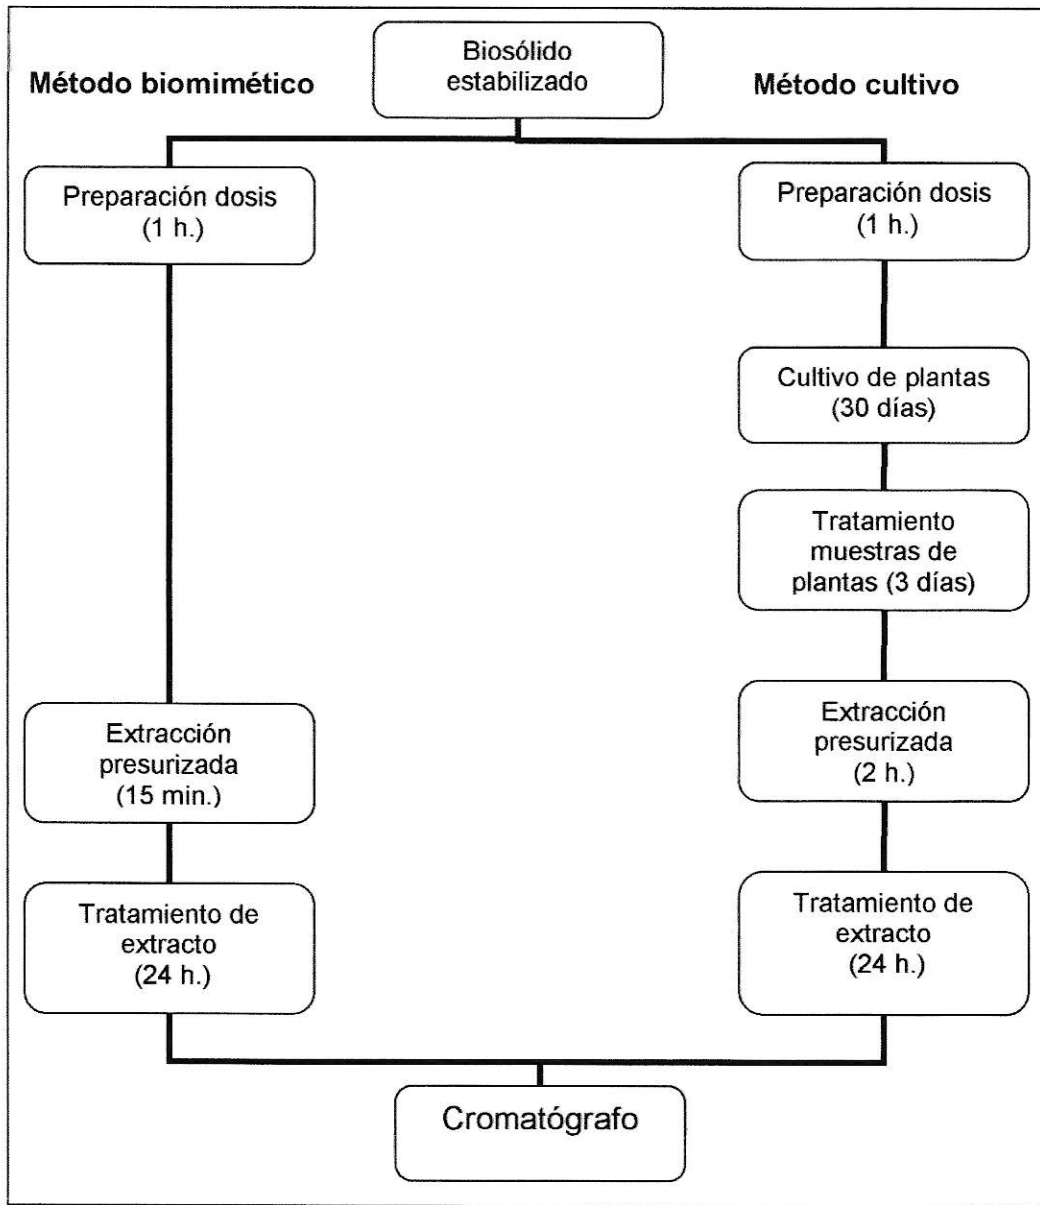 Biosólido
estabilizado
Método biomimético
Método cultivo
Preparación dosis
(1 h.)
Preparación dosis
(1 h.)
Cultivo de plantas
(30 días)
Tratamiento
muestras de
plantas (3 días)
Extracción
presurizada
(15 min.)
Extracción
presurizada
(2 h.)
Tratamiento de
extracto
(24 h.)
Tratamiento de
extracto
(24 h.)
Cromatógrafo